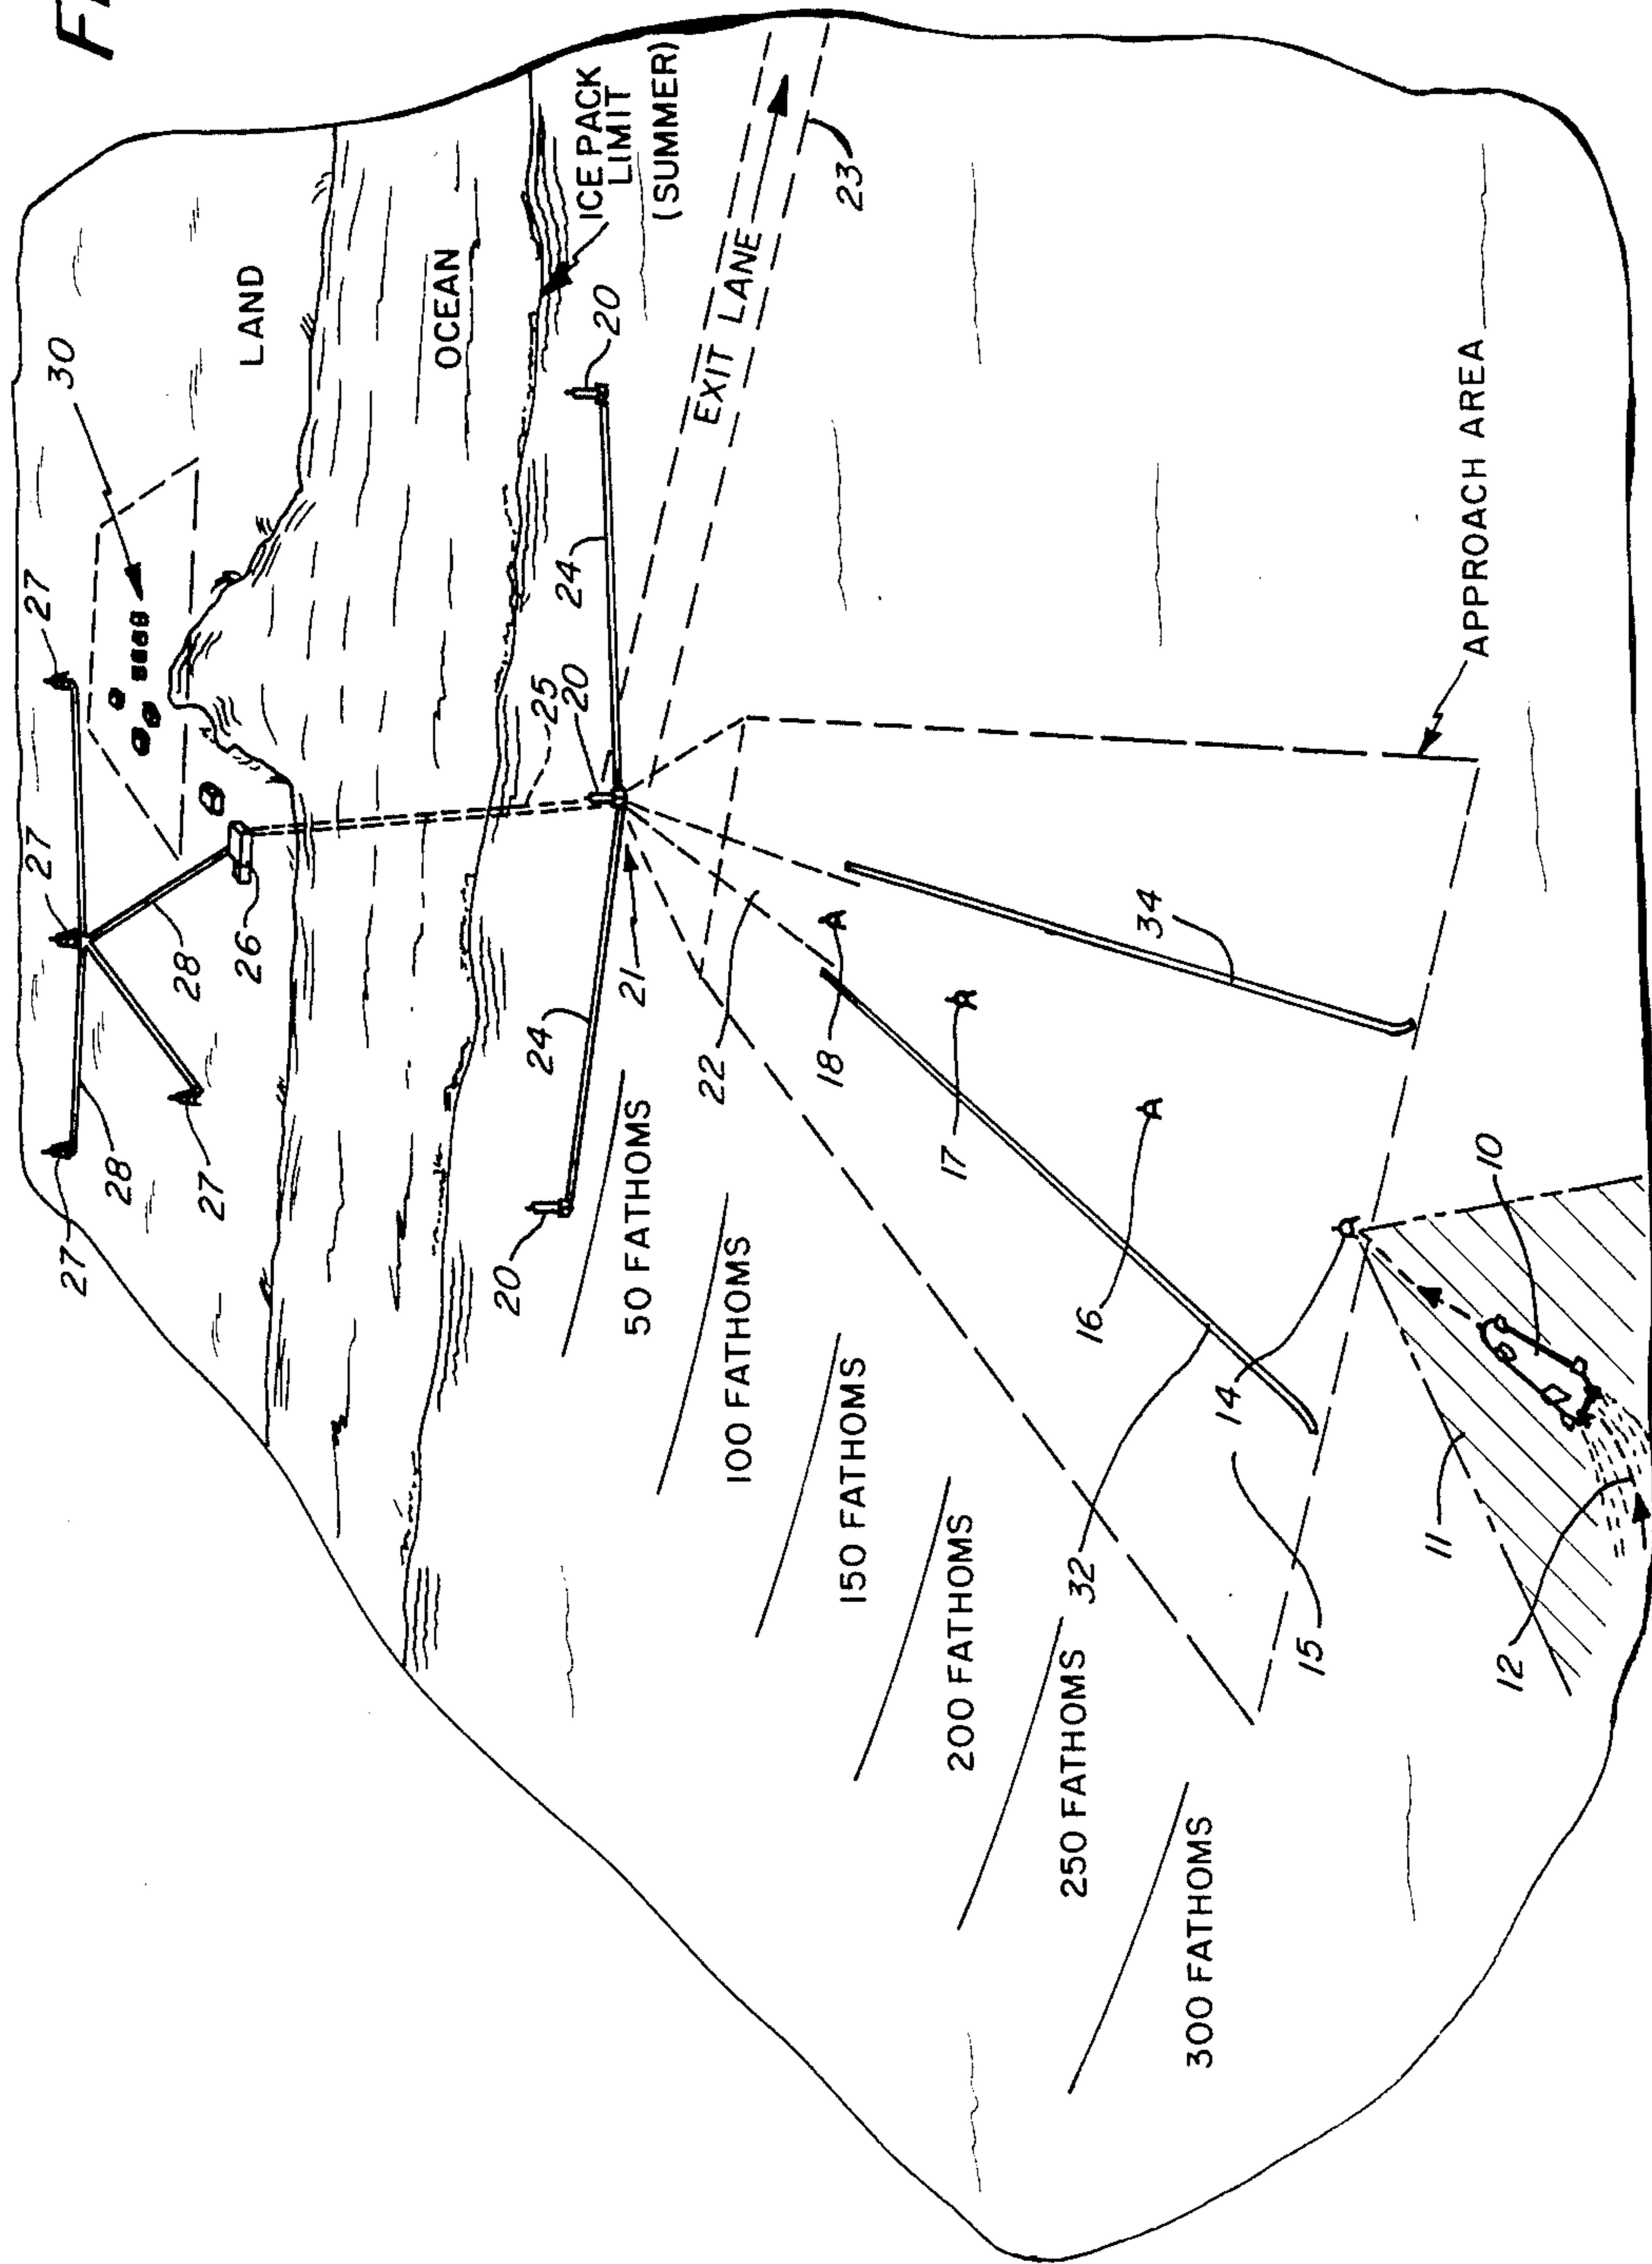 27
27
27
30
28
28
27
26
LAND
OCEAN
20
24
25
20
24
20
ICE PACK
LIMIT
(SUMMER)
50 FATHOMS
21
22
EXIT LANE
23
100 FATHOMS
18
150 FATHOMS
17
200 FATHOMS
250 FATHOMS
32
16
34
300 FATHOMS
14
15
11
10
APPROACH AREA
12